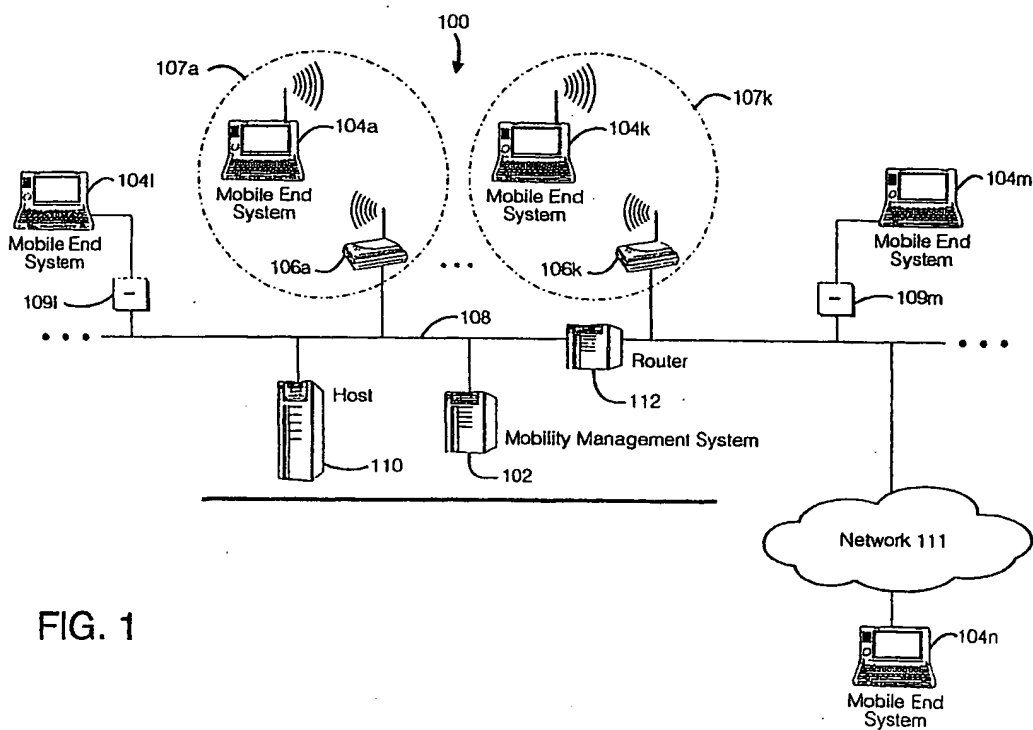 100
107a
107k
104a
Mobile End
System
104k
Mobile End
System
104l
Mobile End
System
104m
Mobile End
System
106a
106k
109l
109m
108
Host
Router
112
110
Mobility Management System
102
Network 111
FIG. 1
104n
Mobile End
System